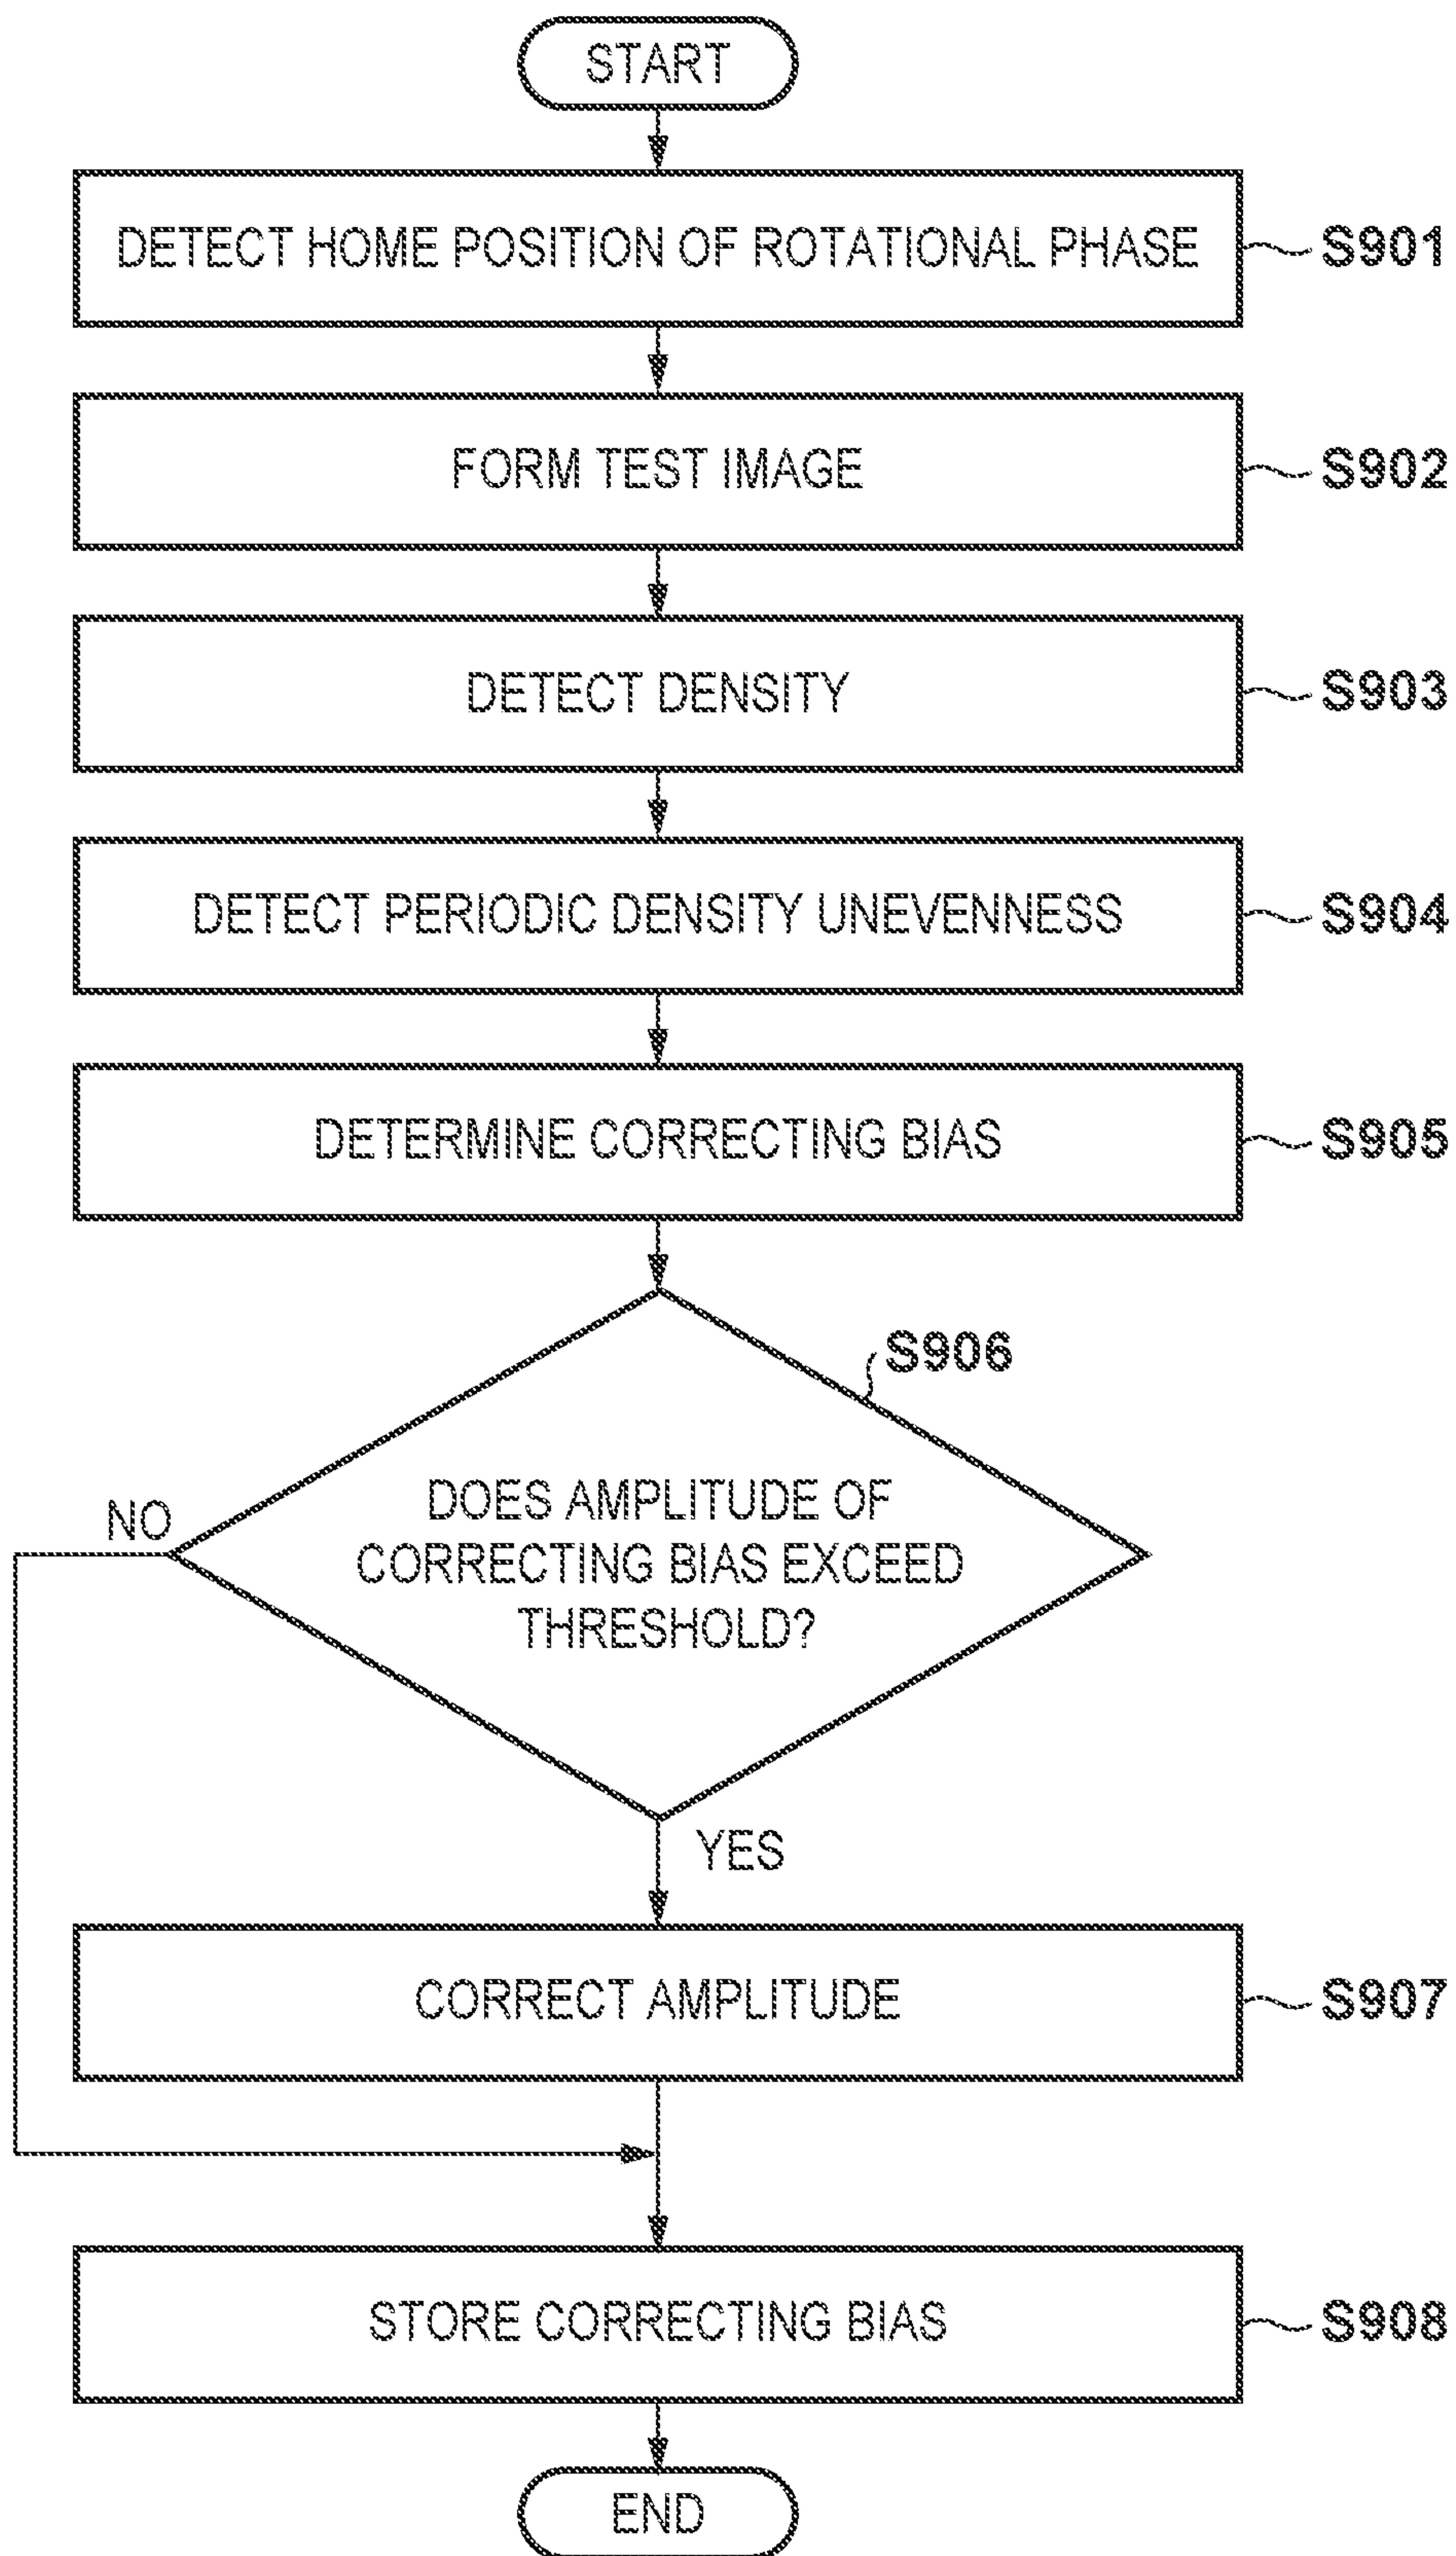 START
DETECT HOME POSITION OF ROTATIONAL PHASE
S901
FORM TEST IMAGE
S902
DETECT DENSITY
S903
DETECT PERIODIC DENSITY UNEVENNESS
S904
DETERMINE CORRECTING BIAS
S905
S906
DOES AMPLITUDE OF
CORRECTING BIAS EXCEED
THRESHOLD?
NO
YES
CORRECT AMPLITUDE
S907
STORE CORRECTING BIAS
S908
END